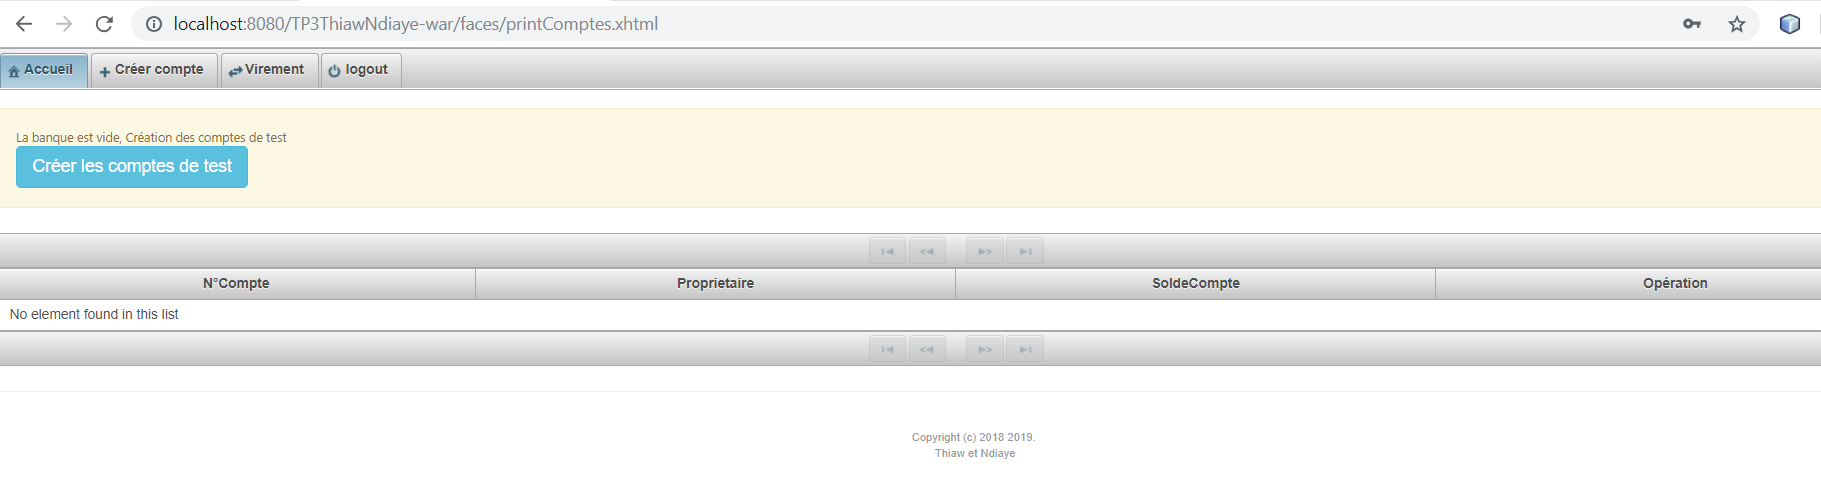 localhost:8080/TP3ThiawNdiaye-war/faces/printComptes.xhtml
Accueil Créer compte Virement logout
La banque est vide, Création des comptes de test
Créer les comptes de test
N°Compte Proprietaire SoldeCompte Opération
No element found in this list
Copyright (c) 2018 2019.
Thiaw et Ndiaye